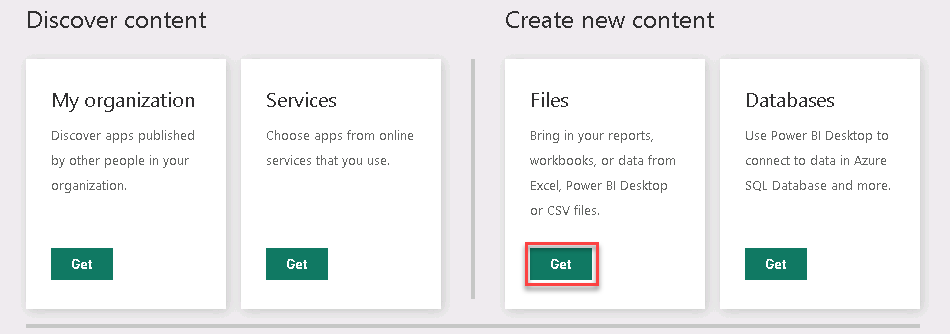 Discover content
My organization
Discover apps published
by other people in your
organization.
Get
Services
Choose apps from online
services that you use.
Get
Create new content
Files
Bring in your reports,
workbooks, or data from
Excel, Power BI Desktop
or CSV files.
Get
Databases
Use Power BI Desktop to
connect to data in Azure
SQL Database and more.
Get